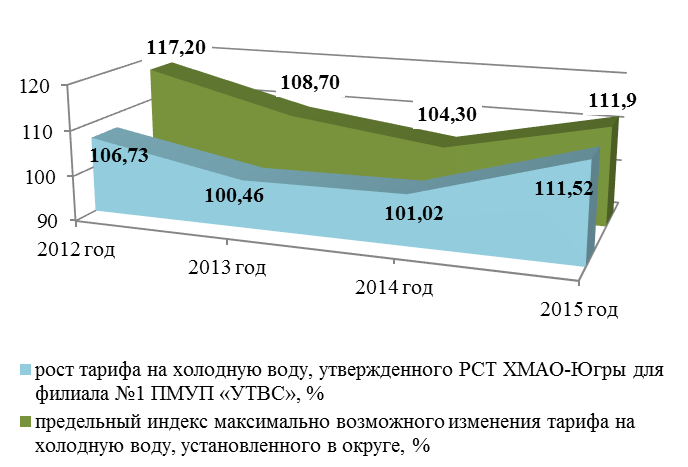 117,20
108,70
104,30
111,9
120
110
100
90
106,73
100,46
101,02
111,52
2012 год
2013 год
2014 год
2015 год
рост тарифа на холодную воду, утвержденного РСТ ХМАО-Югры для
филиала №1 ПМУП «УТВС», %
предельный индекс максимально возможного изменения тарифа на
холодную воду, установленного в округе, %